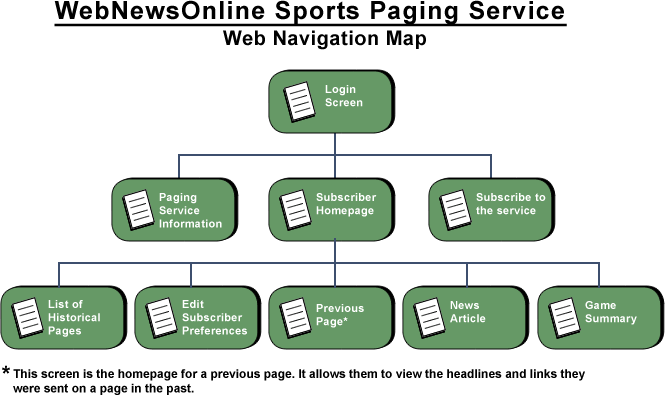 WebNewsOnline Sports Paging Service
Web Navigation Map
Login
Screen
Paging
Service
Information
Subscriber
Homepage
Subscribe to
the service
List of
Historical
Pages
Edit
Subscriber
Preferences
Previous
Page*
News
Article
Game
Summary
* This screen is the homepage for a previous page. It allows them to view the headlines and links they
were sent on a page in the past.